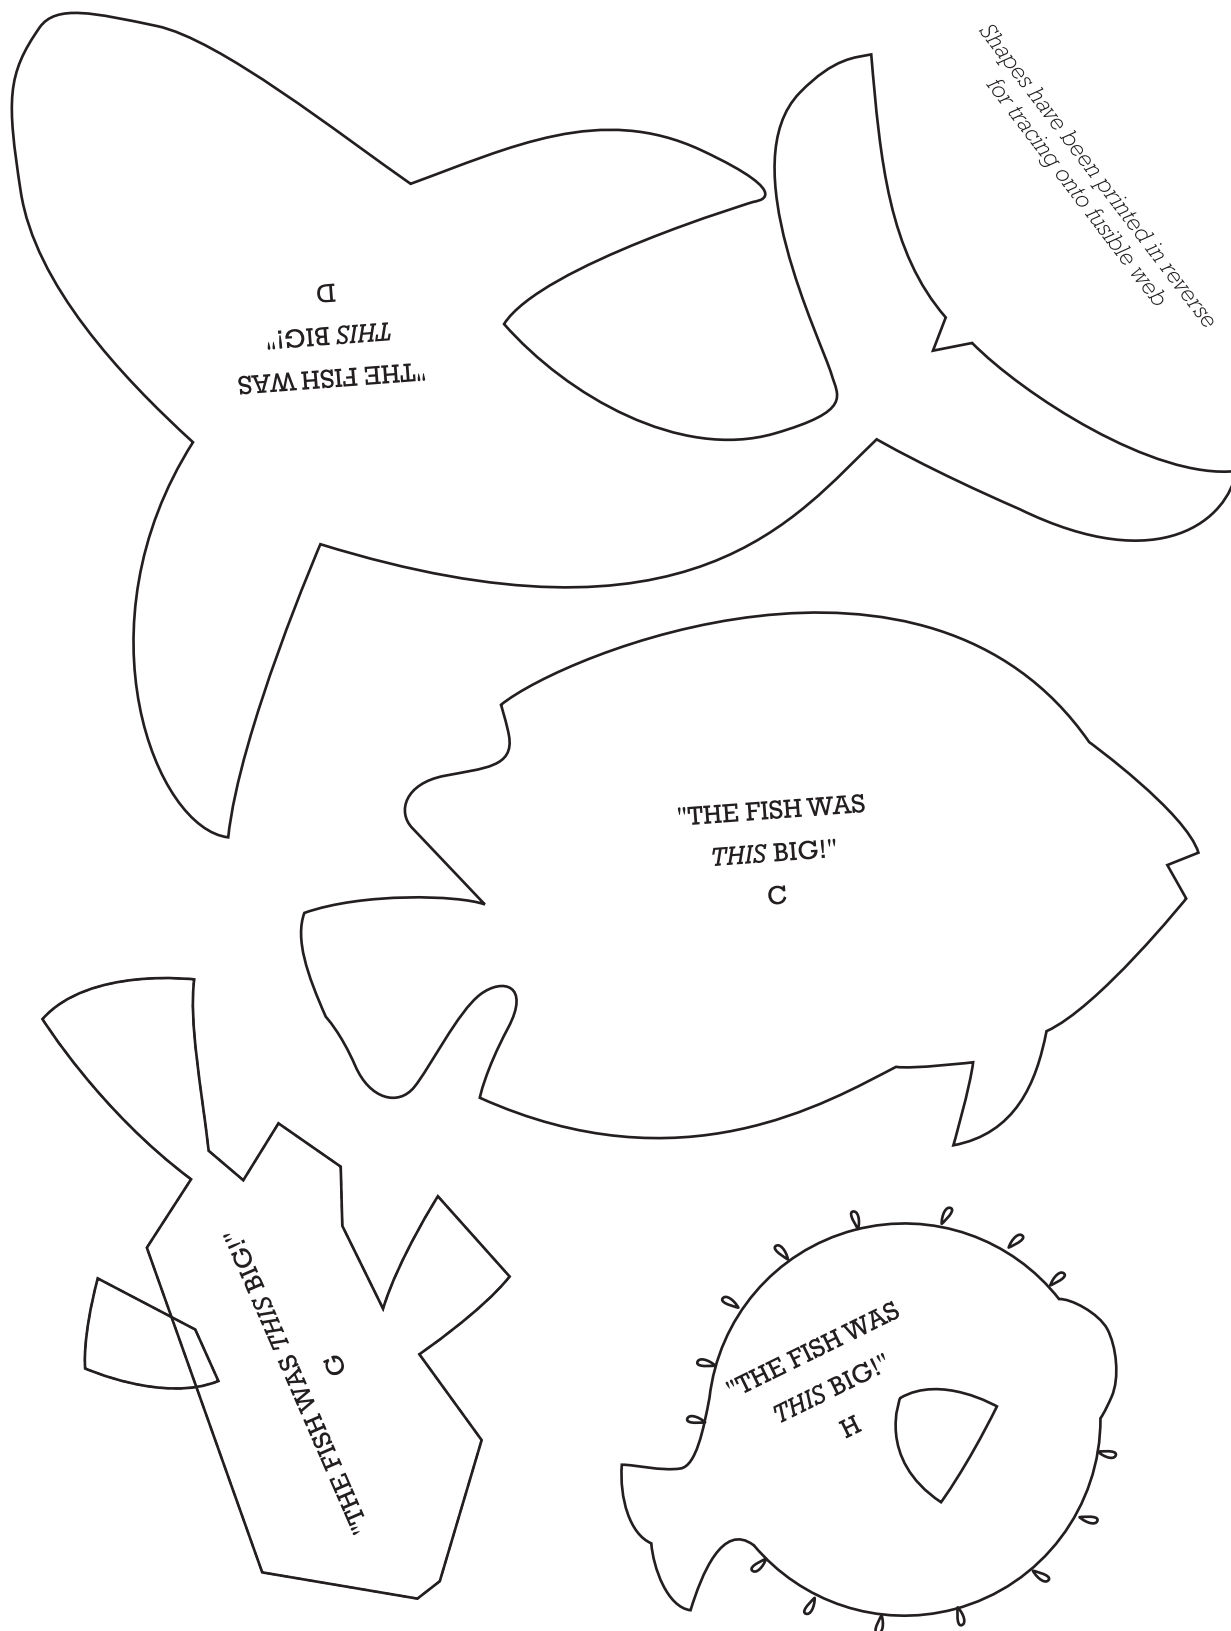 Shapes have been printed in reverse
for tracing onto fusible web
"THE FISH WAS
THIS BIG!"
D
"THE FISH WAS
THIS BIG!"
C
"THE FISH WAS THIS BIG!"
G
"THE FISH WAS
THIS BIG!"
H